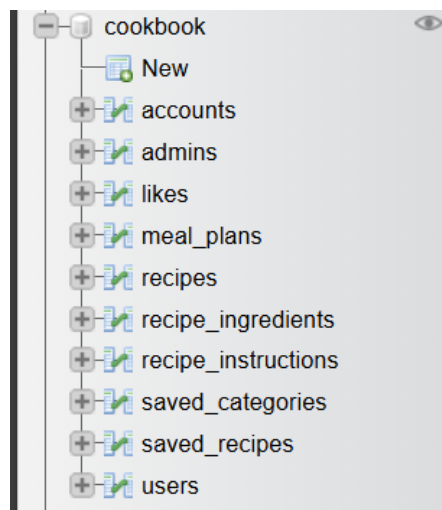 cookbook
New
accounts
admins
likes
meal_plans
recipes
recipe_ingredients
recipe_instructions
saved_categories
saved_recipes
users